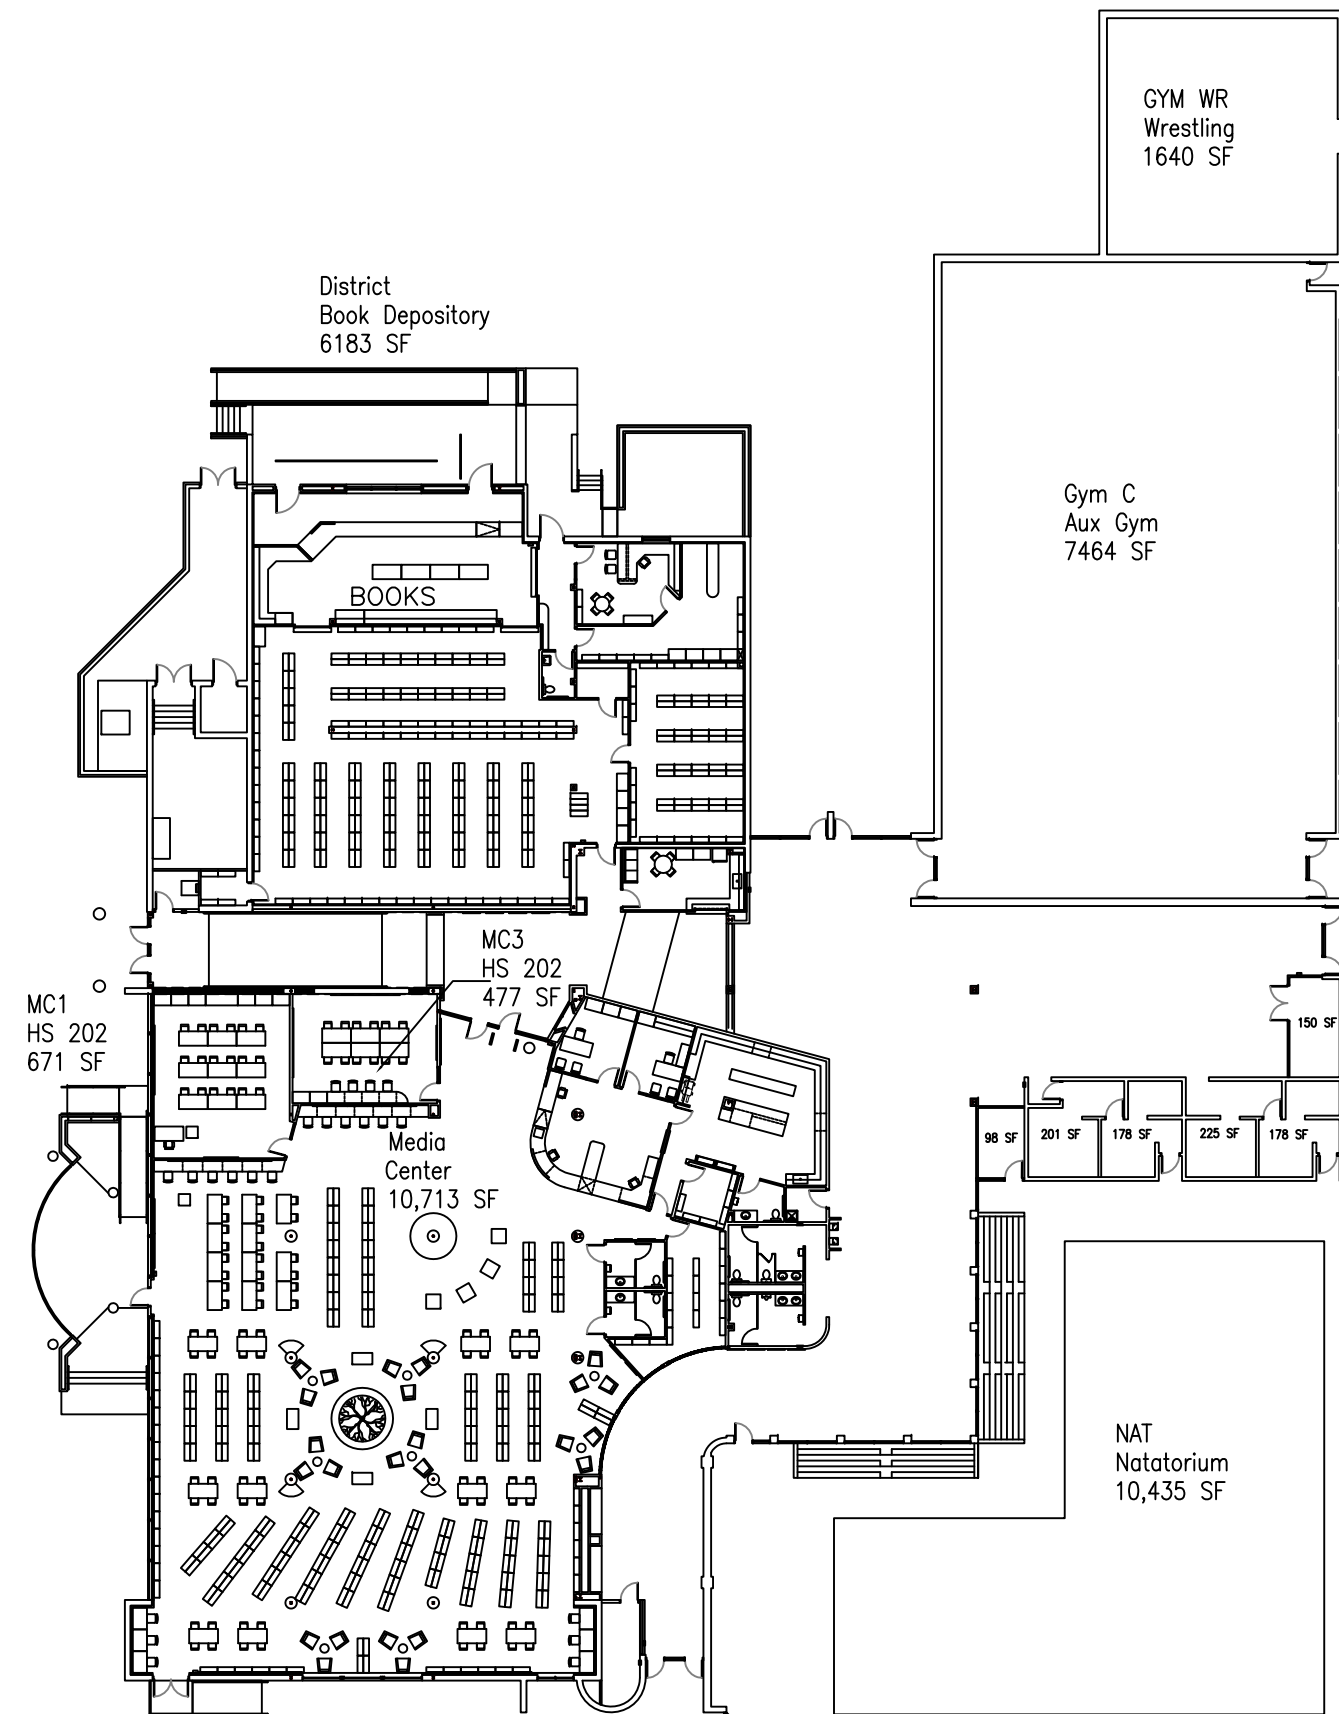 GYM WR
Wrestling
1640 SF
District
Book Depository
6183 SF
Gym C
Aux Gym
7464 SF
BOOKS
MC3
HS 202
477 SF
MC1
HS 202
671 SF
150 SF
98 SF
201 SF
178 SF
225 SF
178 SF
Media
Center
10,713 SF
NAT
Natatorium
10,435 SF